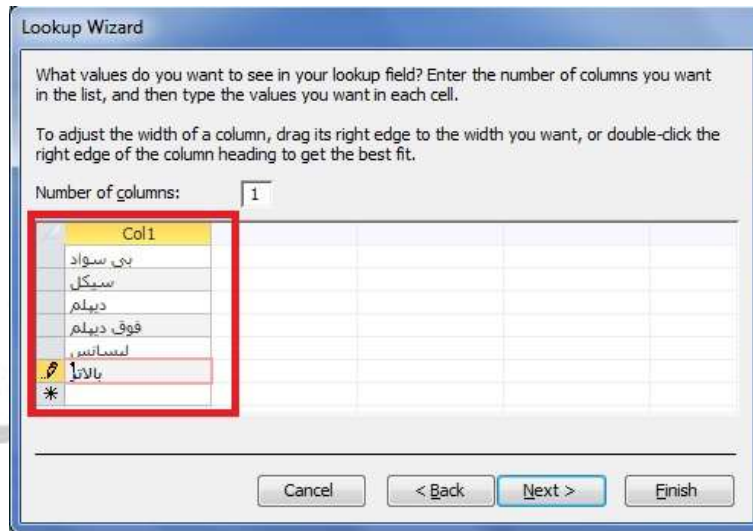 Lookup Wizard
What values do you want to see in your lookup field? Enter the number of columns you want
in the list, and then type the values you want in each cell.
To adjust the width of a column, drag its right edge to the width you want, or double-click the
right edge of the column heading to get the best fit.
Number of columns: 1
Col1
بی سواد
سیکل
دیپلم
فوق دیپلم
لیسانس
بالاتر
Cancel < Back Next > Finish